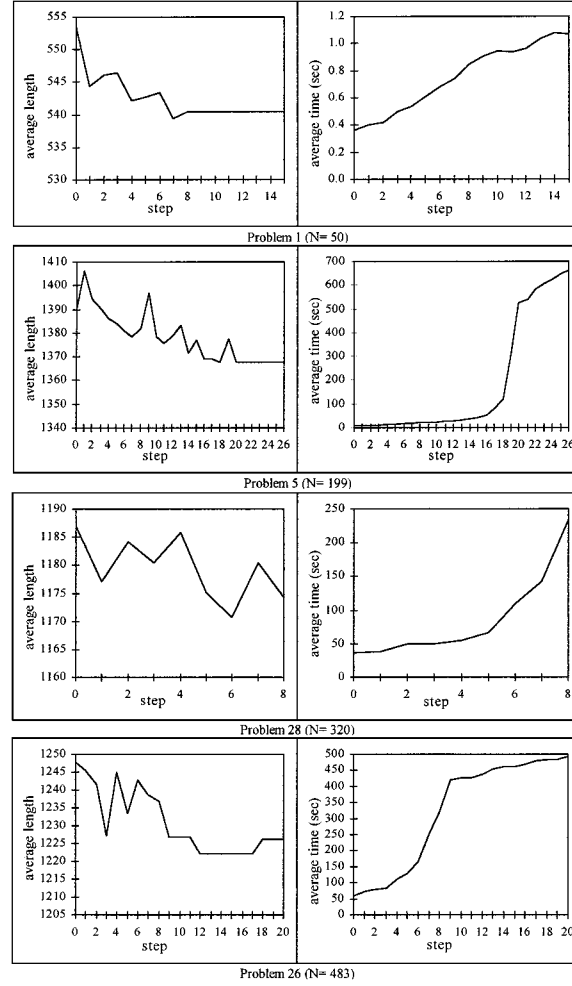 555
550
545
540
535
530
average length
0 2 4 6 8 10 12 14
step
1.2
1.0
0.8
0.6
0.4
0.2
0.0
average time (sec)
0 2 4 6 8 10 12 14
step
Problem 1 (N= 50)
1410
1400
1390
1380
1370
1360
1350
1340
average length
0 2 4 6 8 10 12 14 16 18 20 22 24 26
step
700
600
500
400
300
200
100
0
average time (sec)
0 2 4 6 8 10 12 14 16 18 20 22 24 26
step
Problem 5 (N= 199)
1190
1185
1180
1175
1170
1165
1160
average length
0 2 4 6 8
step
250
200
150
100
50
0
average time (sec)
0 2 4 6 8
step
Problem 28 (N= 320)
1250
1245
1240
1235
1230
1225
1220
1215
1210
1205
average length
0 2 4 6 8 10 12 14 16 18 20
step
500
450
400
350
300
250
200
150
100
50
0
average time (sec)
0 2 4 6 8 10 12 14 16 18 20
step
Problem 26 (N= 483)